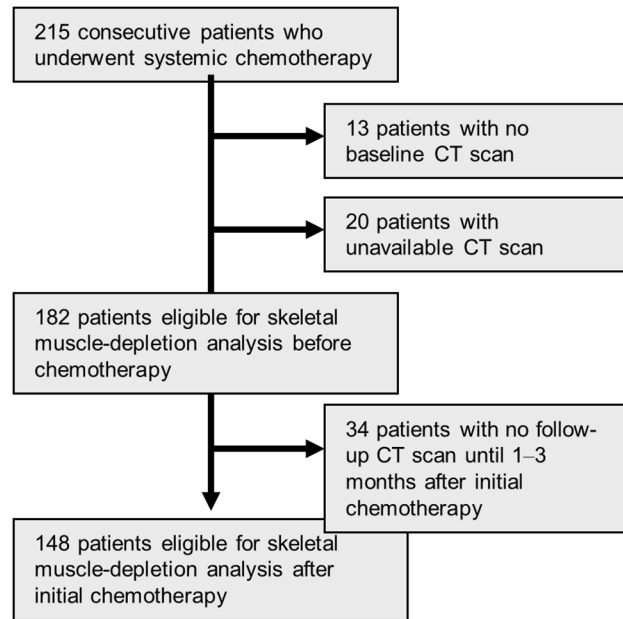 215 consecutive patients who
underwent systemic chemotherapy
13 patients with no
baseline CT scan
20 patients with
unavailable CT scan
182 patients eligible for skeletal
muscle-depletion analysis before
chemotherapy
34 patients with no follow-
up CT scan until 1–3
months after initial
chemotherapy
148 patients eligible for skeletal
muscle-depletion analysis after
initial chemotherapy